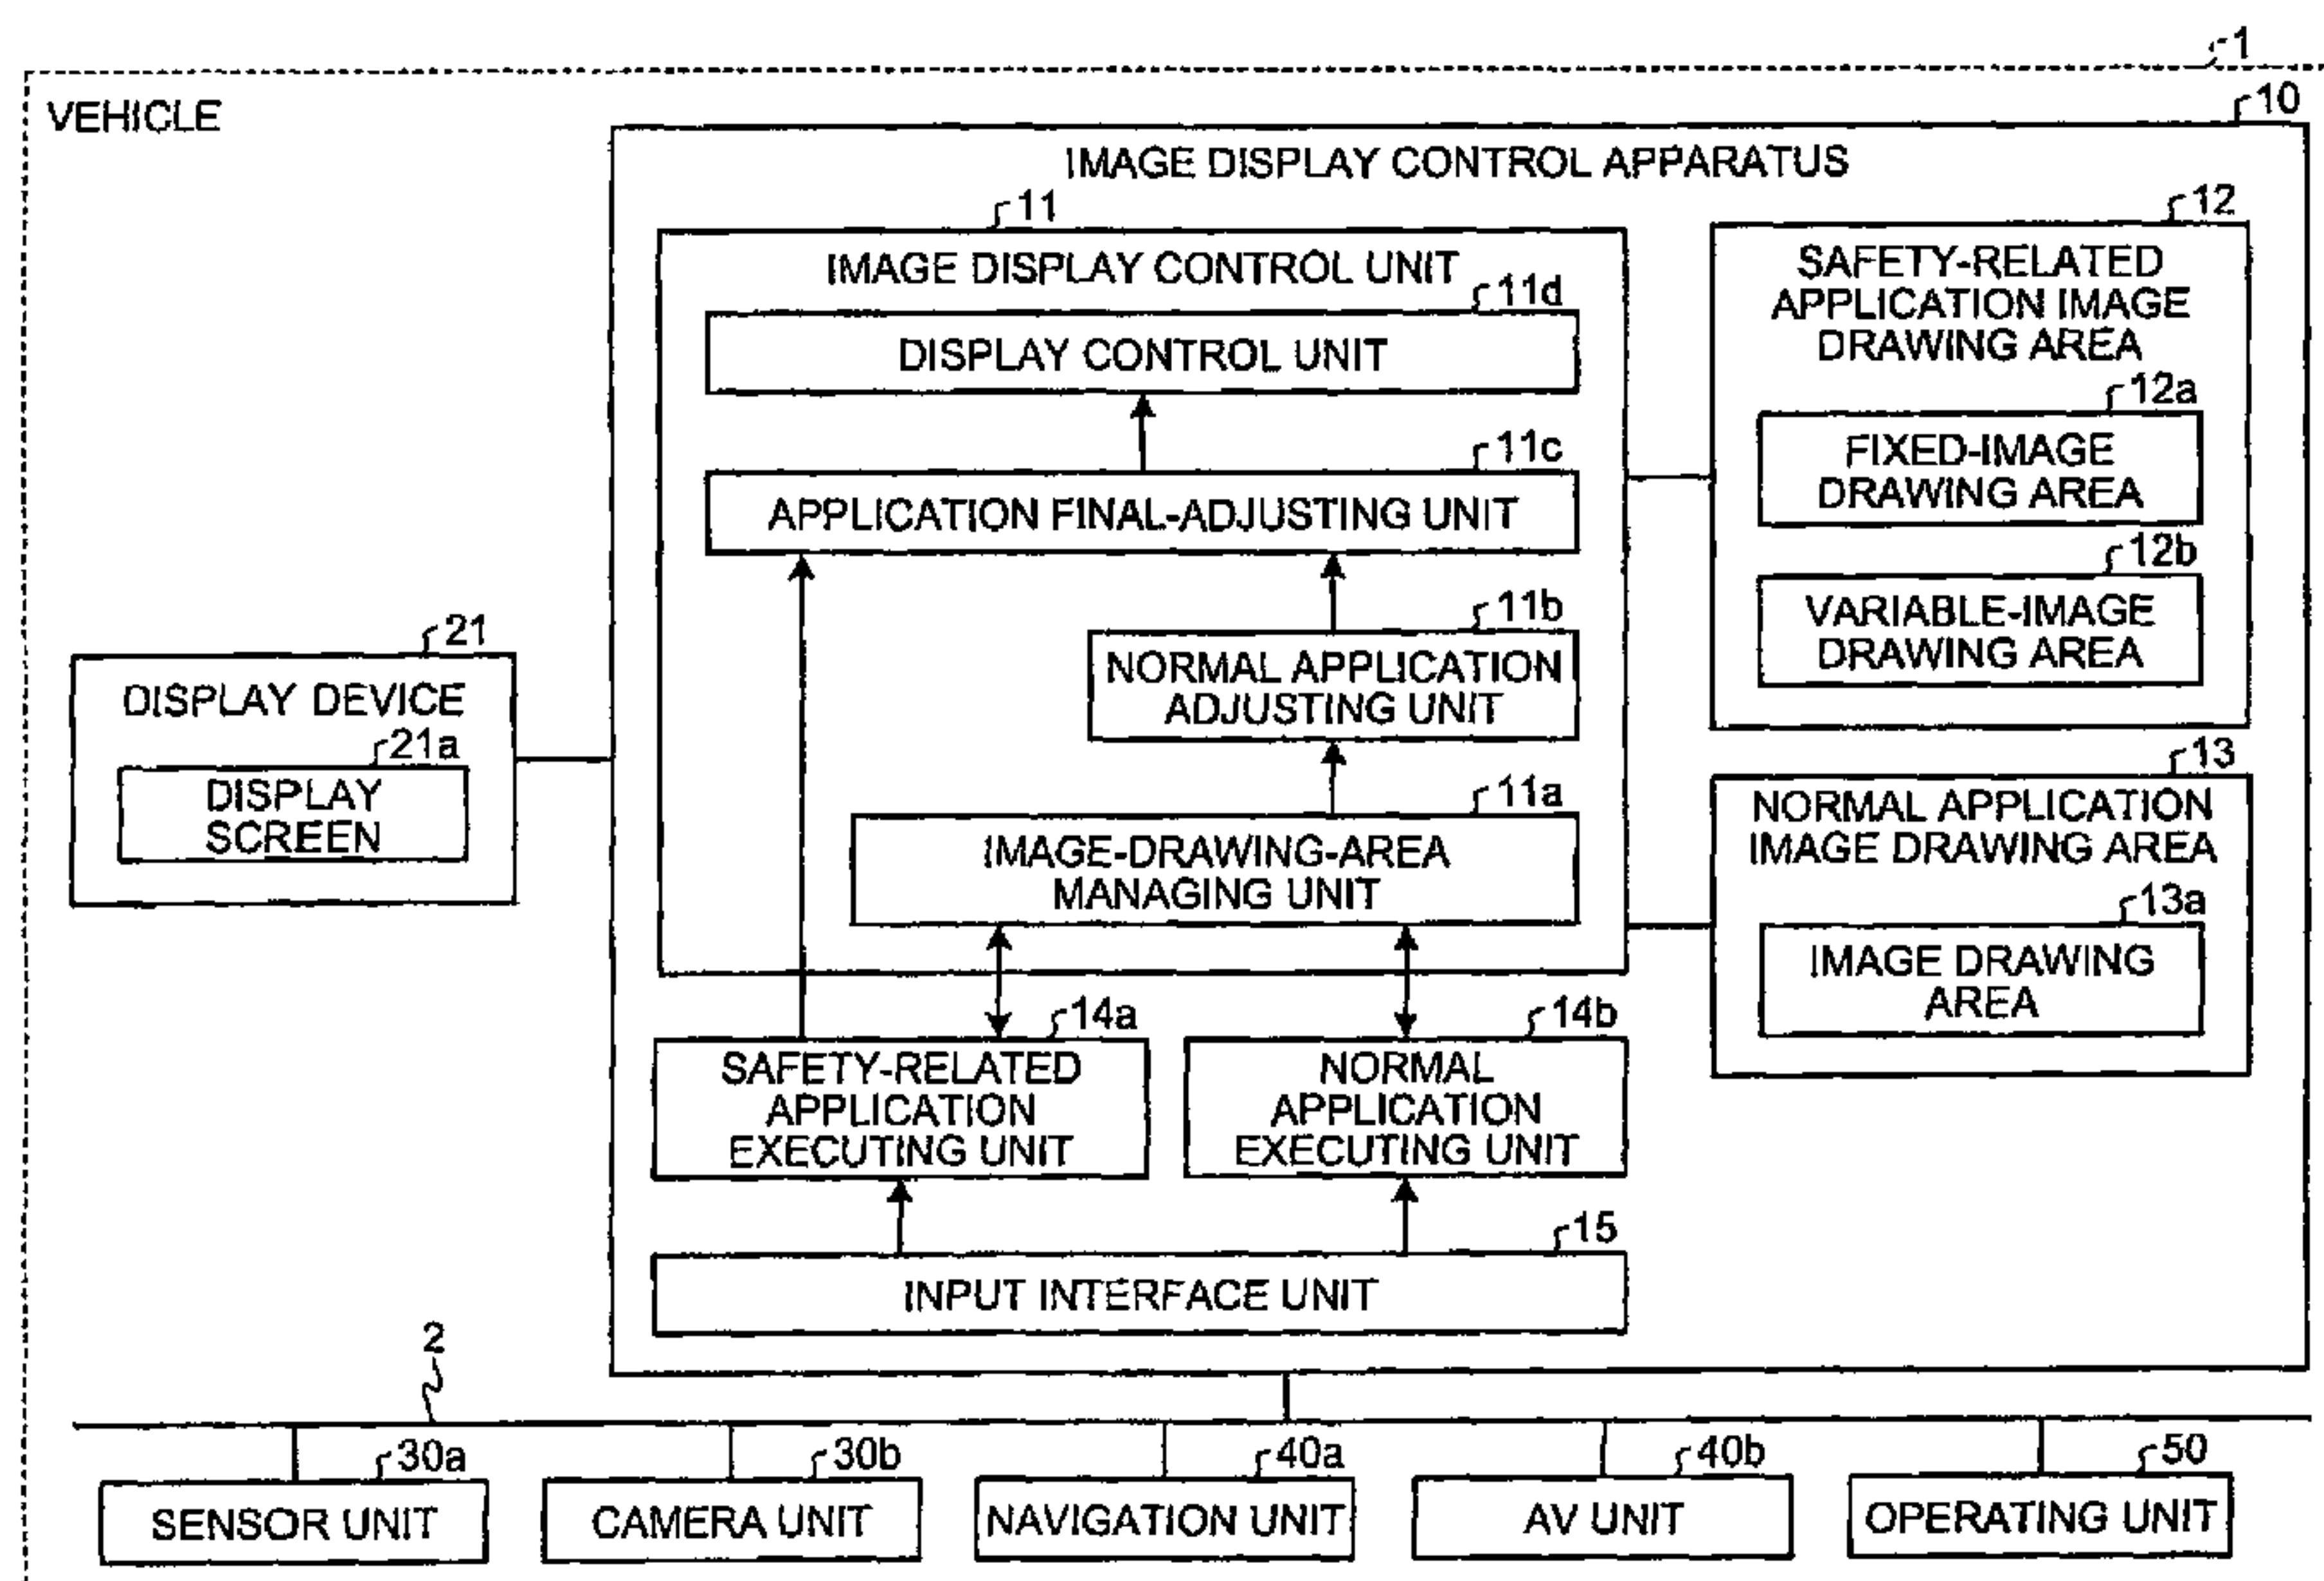 1
VEHICLE
10
IMAGE DISPLAY CONTROL APPARATUS
11
IMAGE DISPLAY CONTROL UNIT
11d
DISPLAY CONTROL UNIT
11c
APPLICATION FINAL-ADJUSTING UNIT
11b
NORMAL APPLICATION
ADJUSTING UNIT
11a
IMAGE-DRAWING-AREA
MANAGING UNIT
12
SAFETY-RELATED
APPLICATION IMAGE
DRAWING AREA
12a
FIXED-IMAGE
DRAWING AREA
12b
VARIABLE-IMAGE
DRAWING AREA
13
NORMAL APPLICATION
IMAGE DRAWING AREA
13a
IMAGE DRAWING
AREA
21
DISPLAY DEVICE
21a
DISPLAY
SCREEN
14a
SAFETY-RELATED
APPLICATION
EXECUTING UNIT
14b
NORMAL
APPLICATION
EXECUTING UNIT
15
INPUT INTERFACE UNIT
2
30a
SENSOR UNIT
30b
CAMERA UNIT
40a
NAVIGATION UNIT
40b
AV UNIT
50
OPERATING UNIT